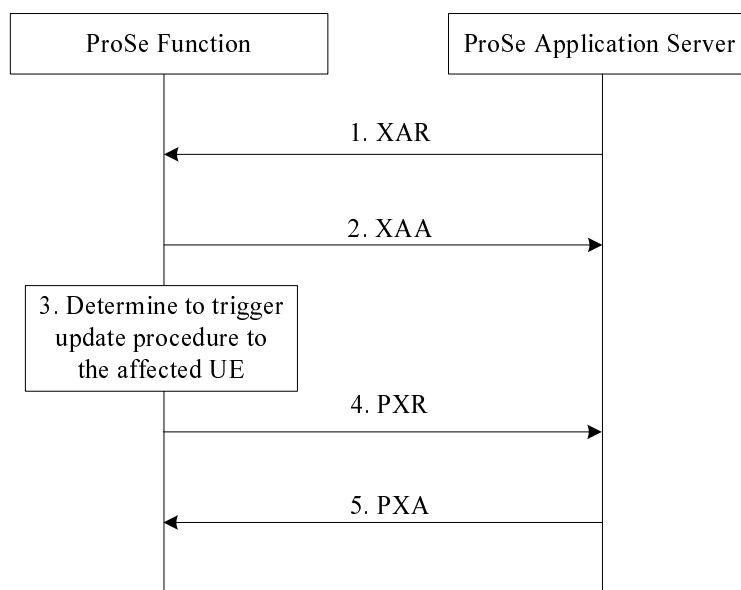 ProSe Function
ProSe Application Server
1. XAR
2. XAA
3. Determine to trigger
update procedure to
the affected UE
4. PXR
5. PXA